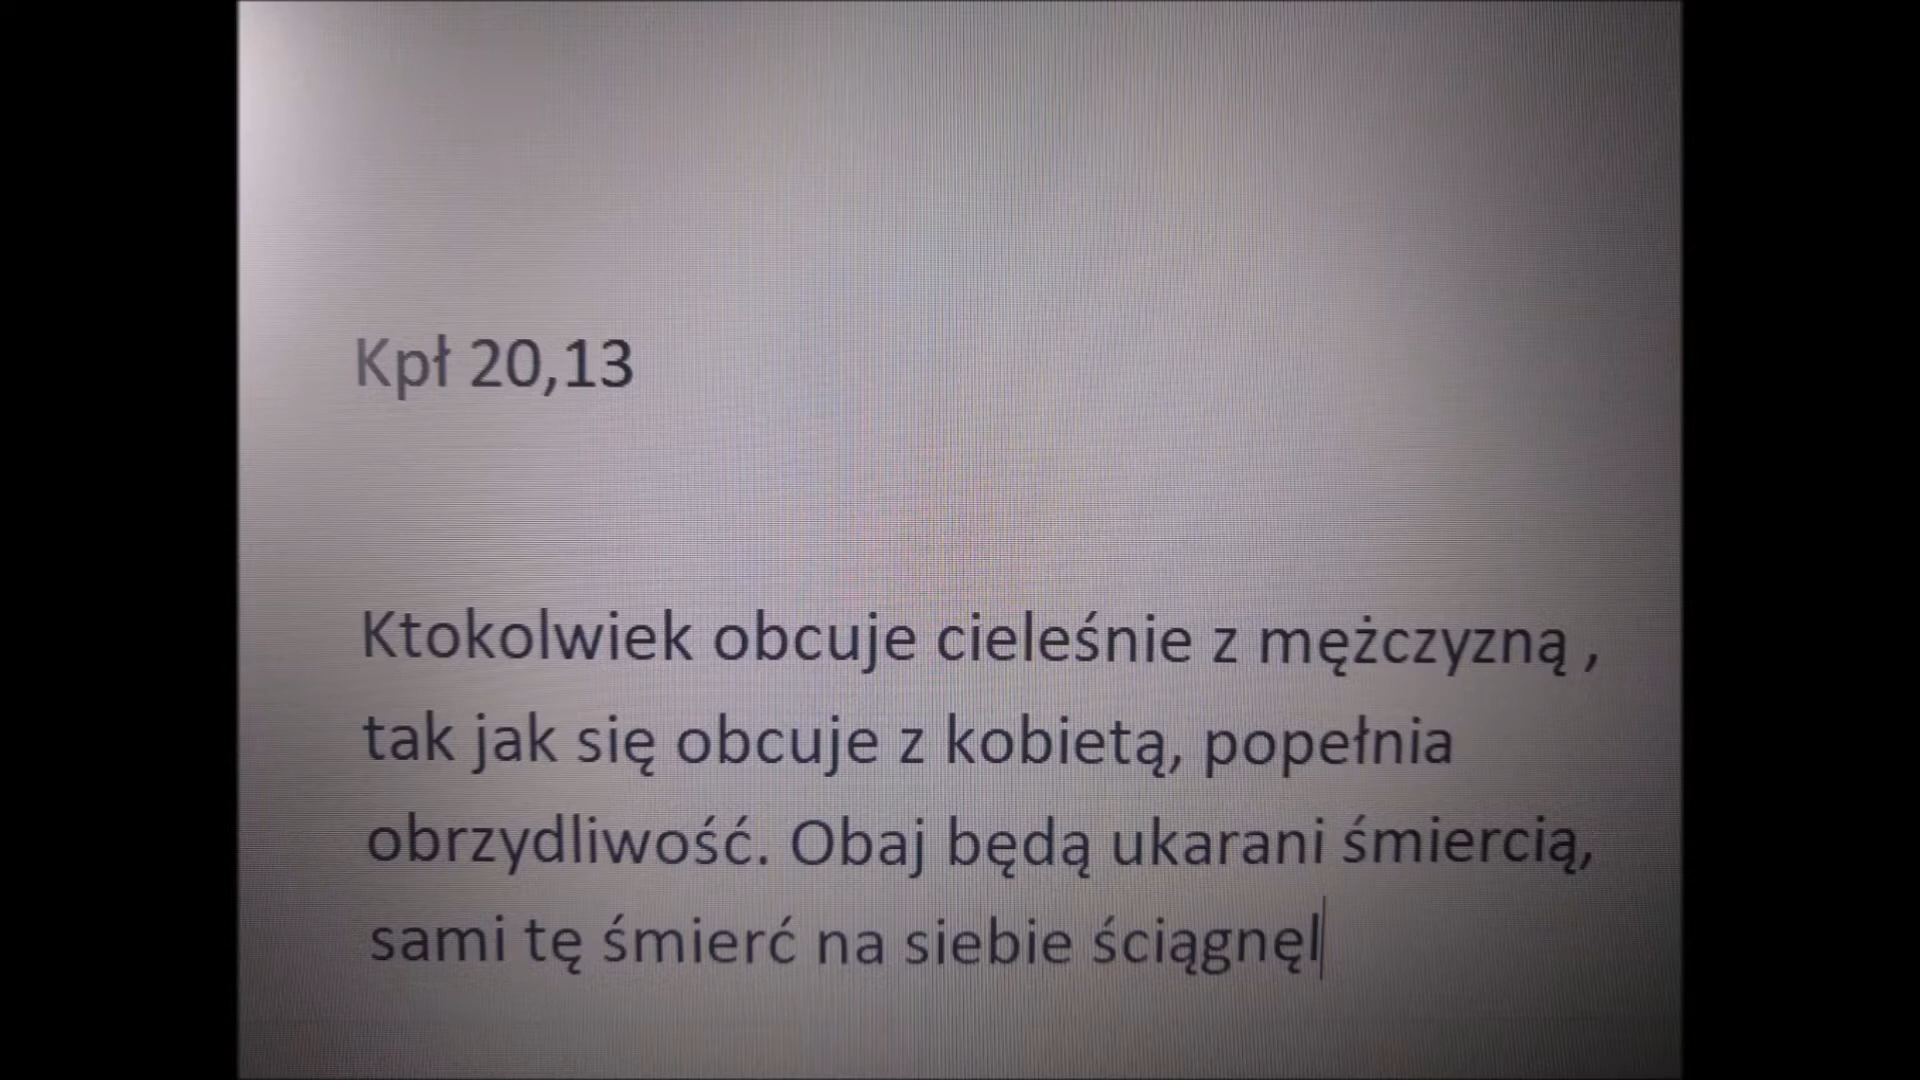 Kpł 20,13
Ktokolwiek obcuje cieleśnie z mężczyzną ,
tak jak się obcuje z kobietą, popełnia
obrzydliwość. Obaj będą ukarani śmiercią,
sami tę śmierć na siebie ściągnęl